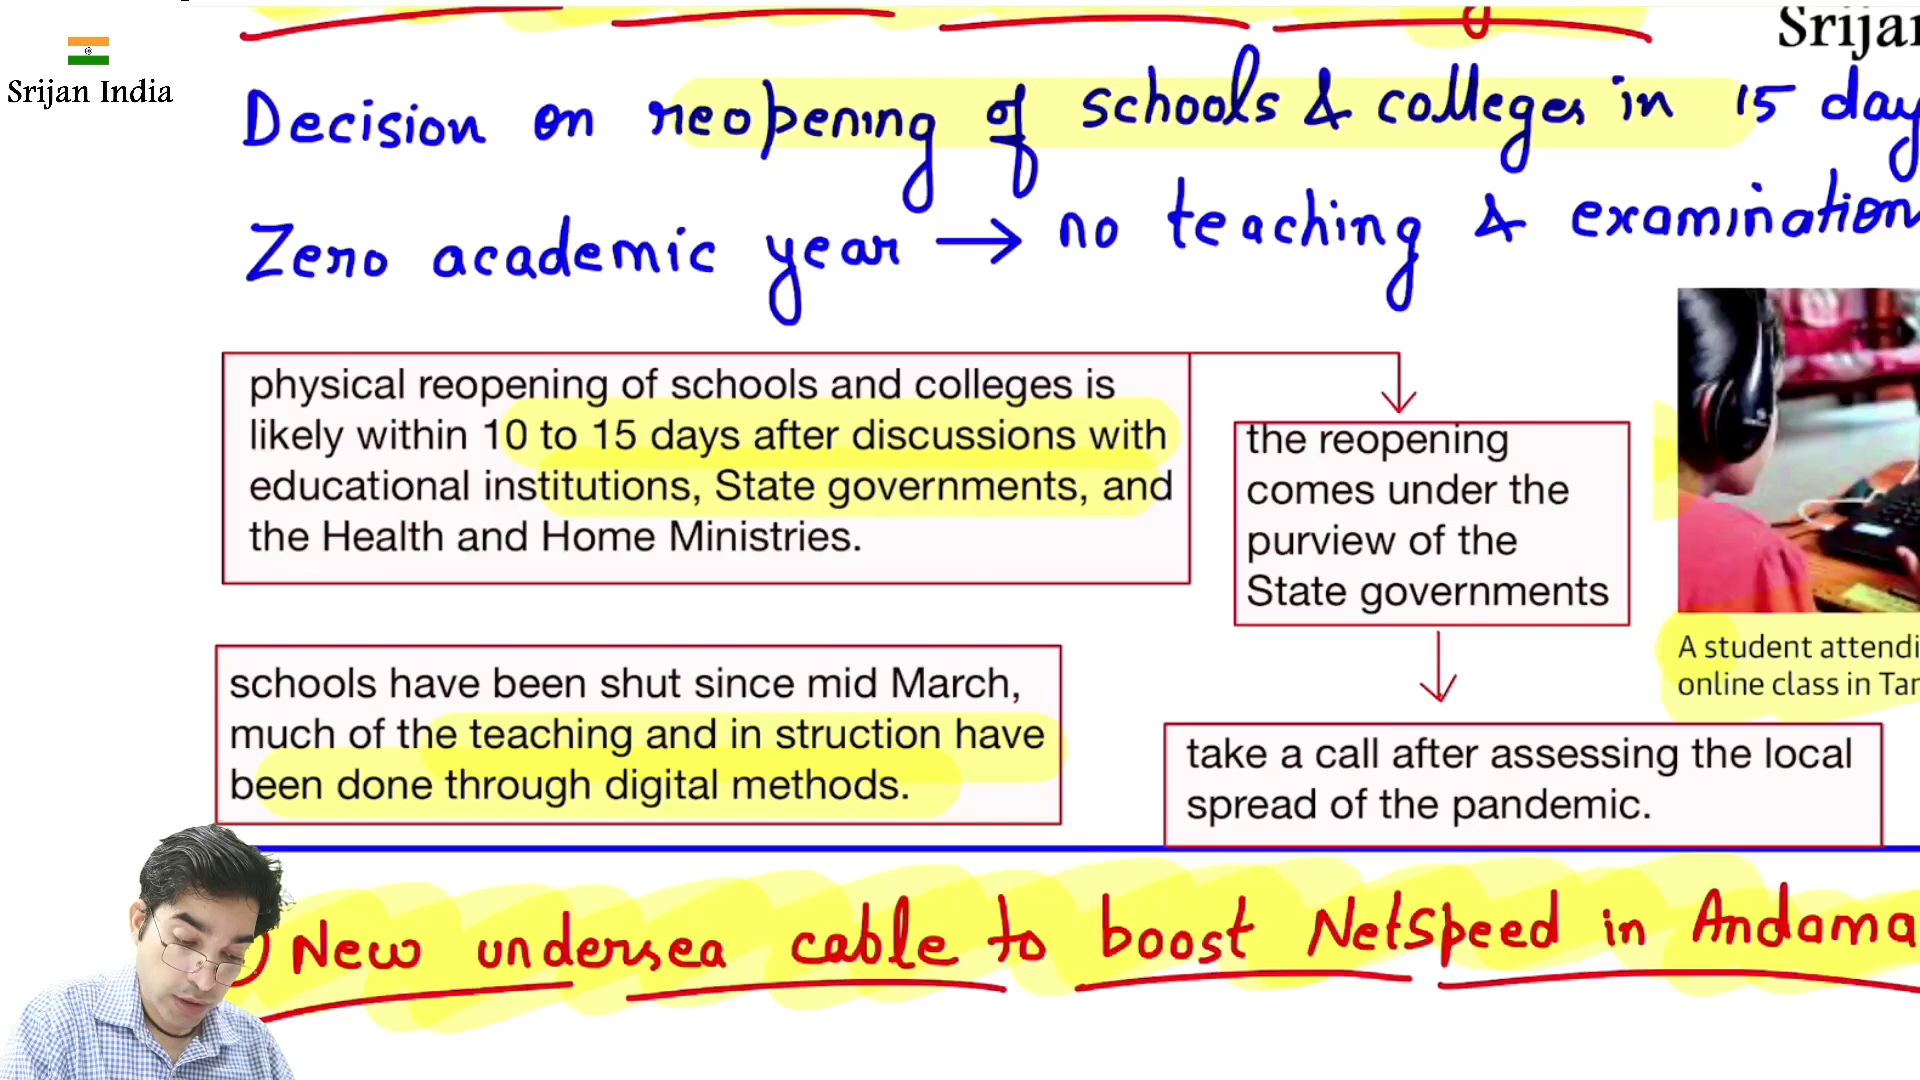 Srijan
Srijan India
Decision on reopening of schools & colleges in 15 day
Zero academic year → no teaching & examination
physical reopening of schools and colleges is
likely within 10 to 15 days after discussions with
educational institutions, State governments, and
the Health and Home Ministries.
the reopening
comes under the
purview of the
State governments
A student attendi
online class in Tar
schools have been shut since mid March,
much of the teaching and in struction have
been done through digital methods.
take a call after assessing the local
spread of the pandemic.
New undersea cable to boost NetSpeed in Andama